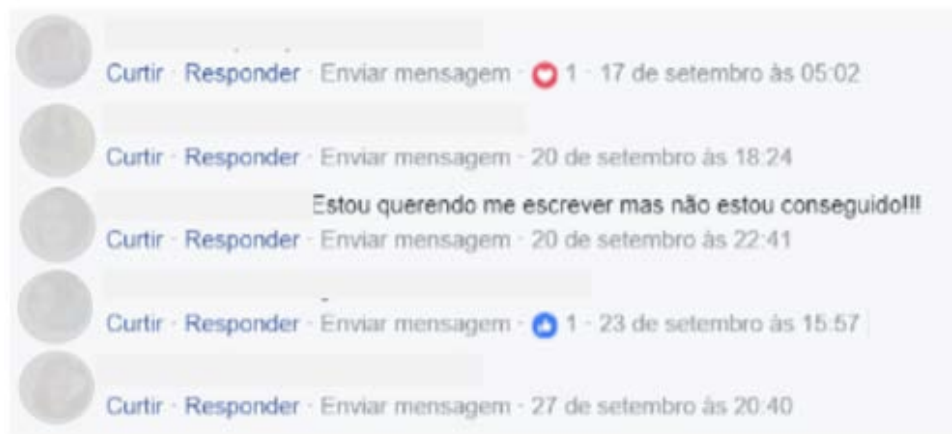 Curtir · Responder · Enviar mensagem · 1 · 17 de setembro às 05:02
Curtir · Responder · Enviar mensagem · 20 de setembro às 18:24
Estou querendo me escrever mas não estou conseguido!!!
Curtir · Responder · Enviar mensagem · 20 de setembro às 22:41
Curtir · Responder · Enviar mensagem · 1 · 23 de setembro às 15:57
Curtir · Responder · Enviar mensagem · 27 de setembro às 20:40